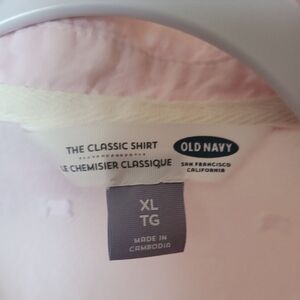 THE CLASSIC SHIRT
LE CHEMISIER CLASSIQUE
OLD NAVY
SAN FRANCISCO
CALIFORNIA
XL
TG
MADE IN
CAMBODIA